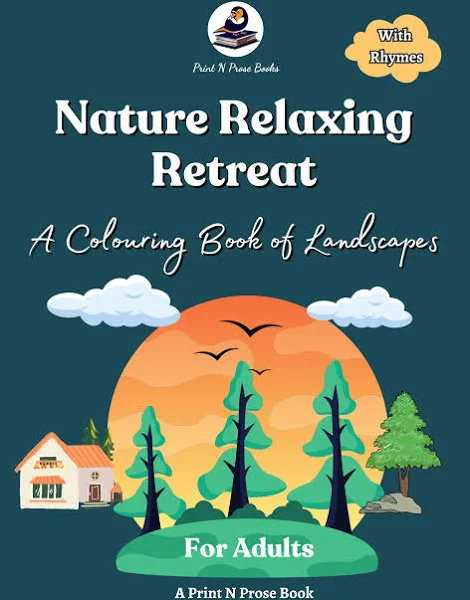 Print N Prose Books
With
Rhymes
Nature Relaxing
Retreat
A Colouring Book of Landscapes
For Adults
A Print N Prose Book